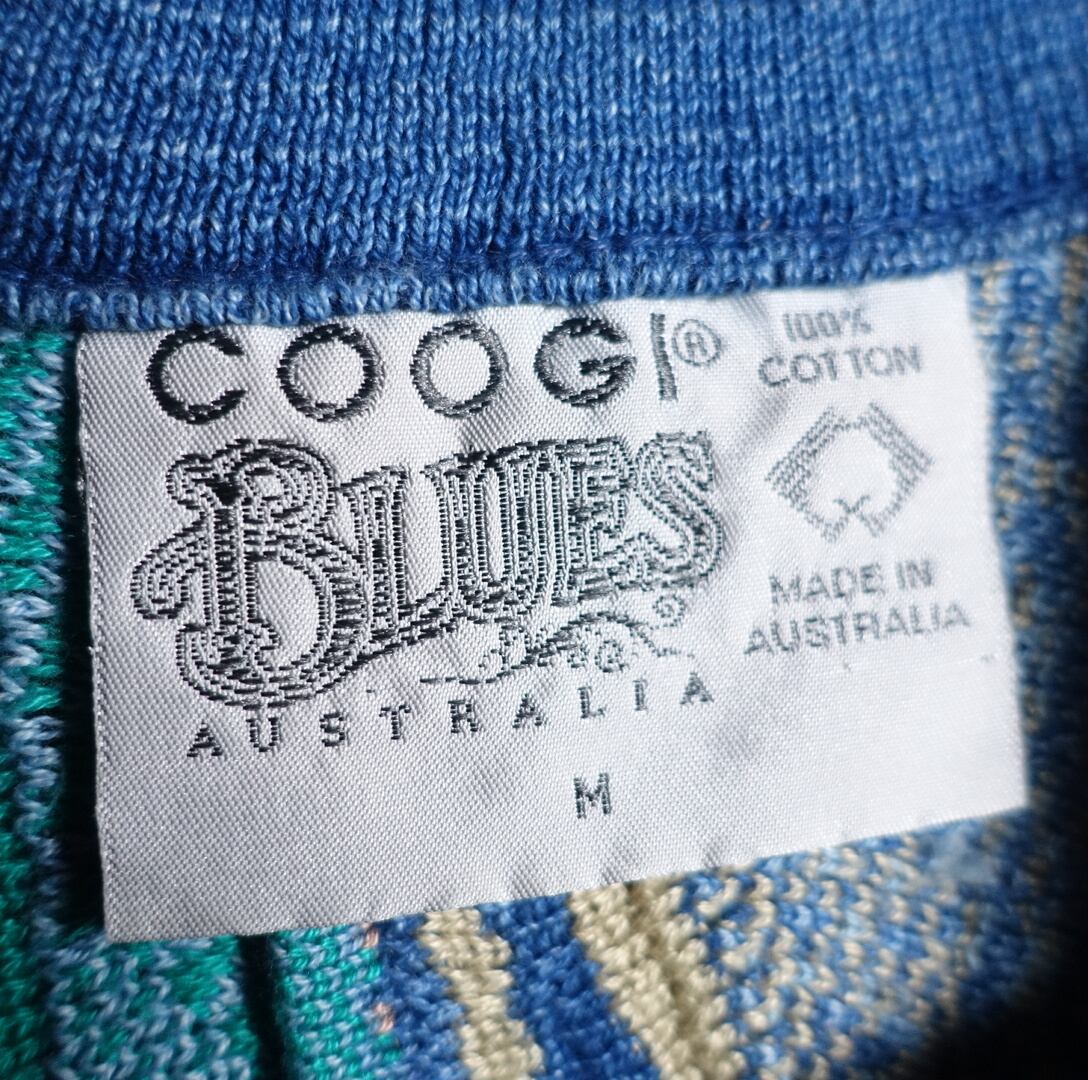 COOGI®
BLUES
AUSTRALIA
M
100%
COTTON
MADE IN
AUSTRALIA